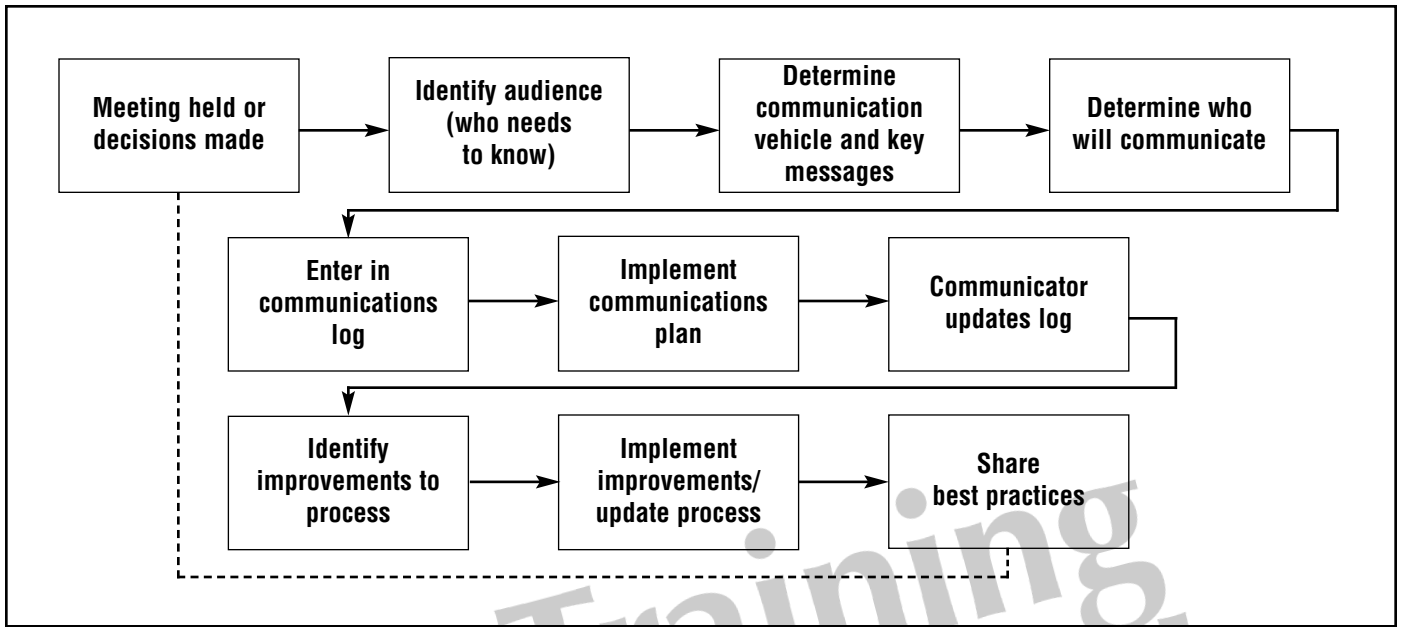 Meeting held or
decisions made
Identify audience
(who needs
to know)
Determine
communication
vehicle and key
messages
Determine who
will communicate
Enter in
communications
log
Implement
communications
plan
Communicator
updates log
Identify
improvements to
process
Implement
improvements/
update process
Share
best practices
Training